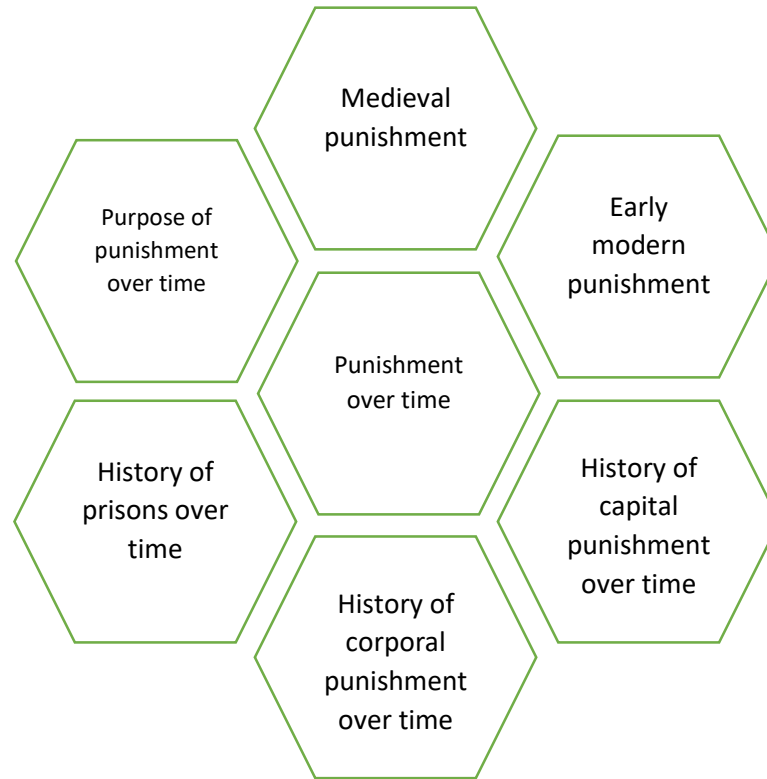 Medieval
punishment
Purpose of
punishment
over time
Early
modern
punishment
Punishment
over time
History of
prisons over
time
History of
capital
punishment
over time
History of
corporal
punishment
over time